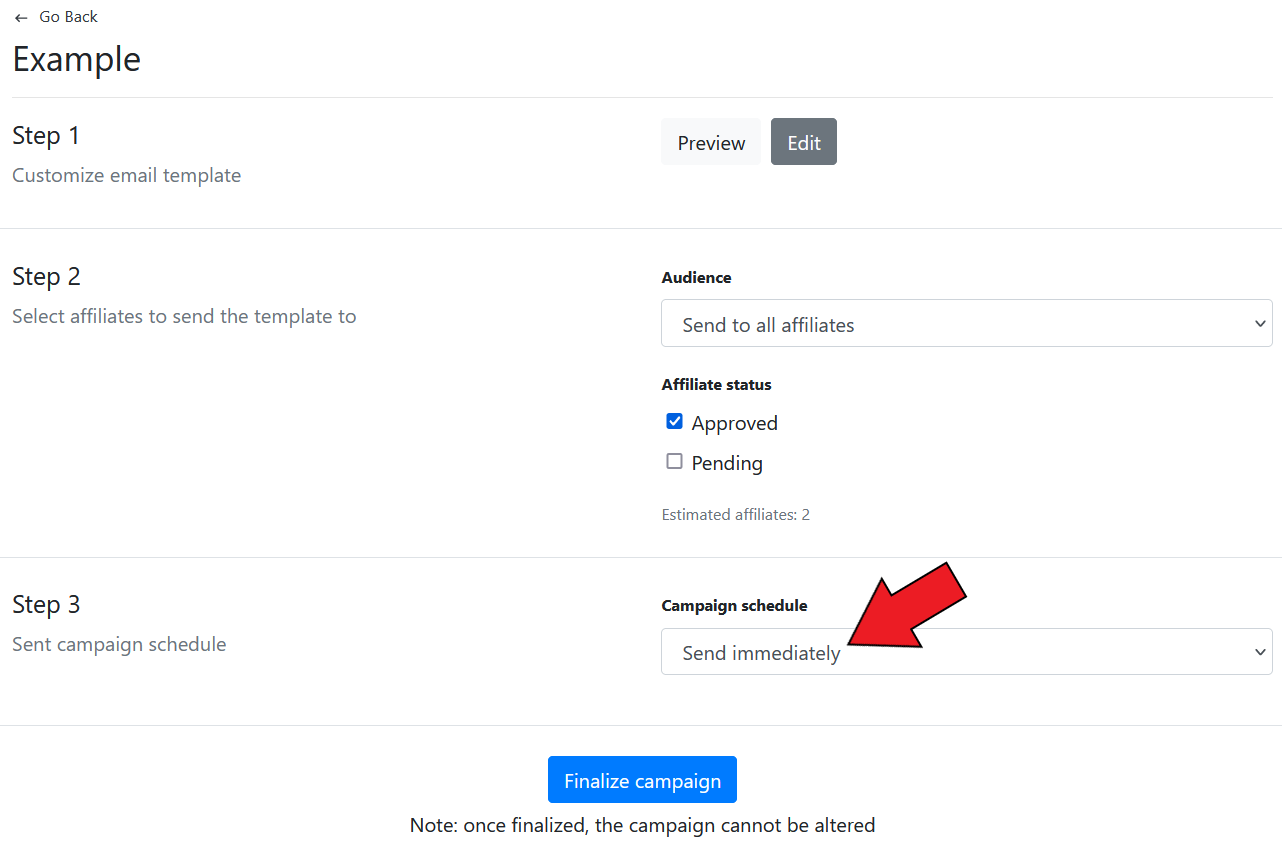 ← Go Back
Example
Step 1
Customize email template
Preview
Edit
Step 2
Select affiliates to send the template to
Audience
Send to all affiliates
Affiliate status
Approved
Pending
Estimated affiliates: 2
Step 3
Sent campaign schedule
Campaign schedule
Send immediately
Finalize campaign
Note: once finalized, the campaign cannot be altered